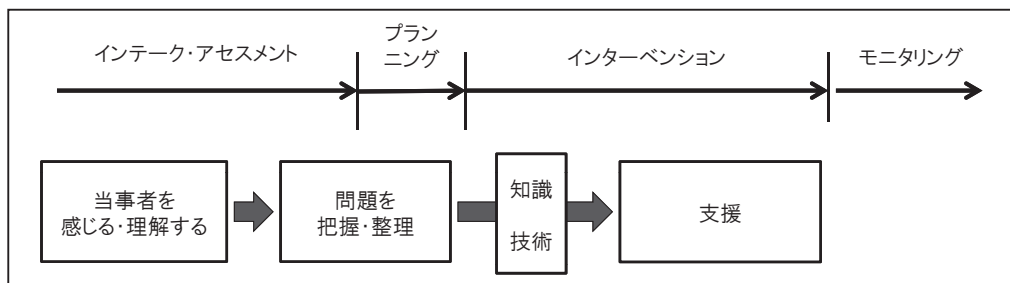 インテーク・アセスメント
プラン
ニング
インターベンション
モニタリング
当事者を
感じる・理解する
問題を
把握・整理
知識
技術
支援